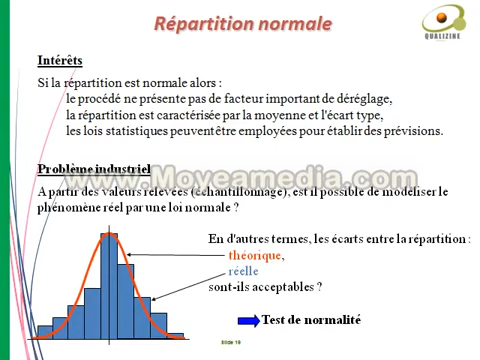 Répartition normale
QUALIZINE
Intérêts
Si la répartition est normale alors :
le procédé ne présente pas de facteur important de déréglage,
la répartition est caractérisée par la moyenne et l'écart type,
les lois statistiques peuvent être employées pour établir des prévisions.
Problème industriel
www.Moyeamedia.com
A partir des valeurs relevées (échantillonnage), est il possible de modéliser le
phénomène réel par une loi normale ?
En d'autres termes, les écarts entre la répartition :
théorique,
réelle
sont-ils acceptables ?
Test de normalité
Slide 19